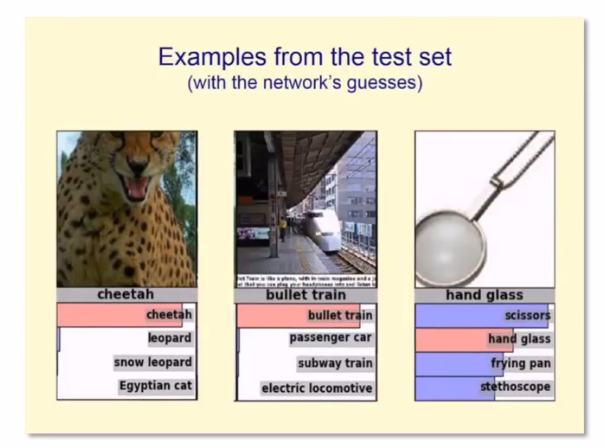 Examples from the test set
(with the network's guesses)
cheetah
cheetah
leopard
snow leopard
Egyptian cat
bullet train
bullet train
passenger car
subway train
electric locomotive
hand glass
scissors
hand glass
frying pan
stethoscope